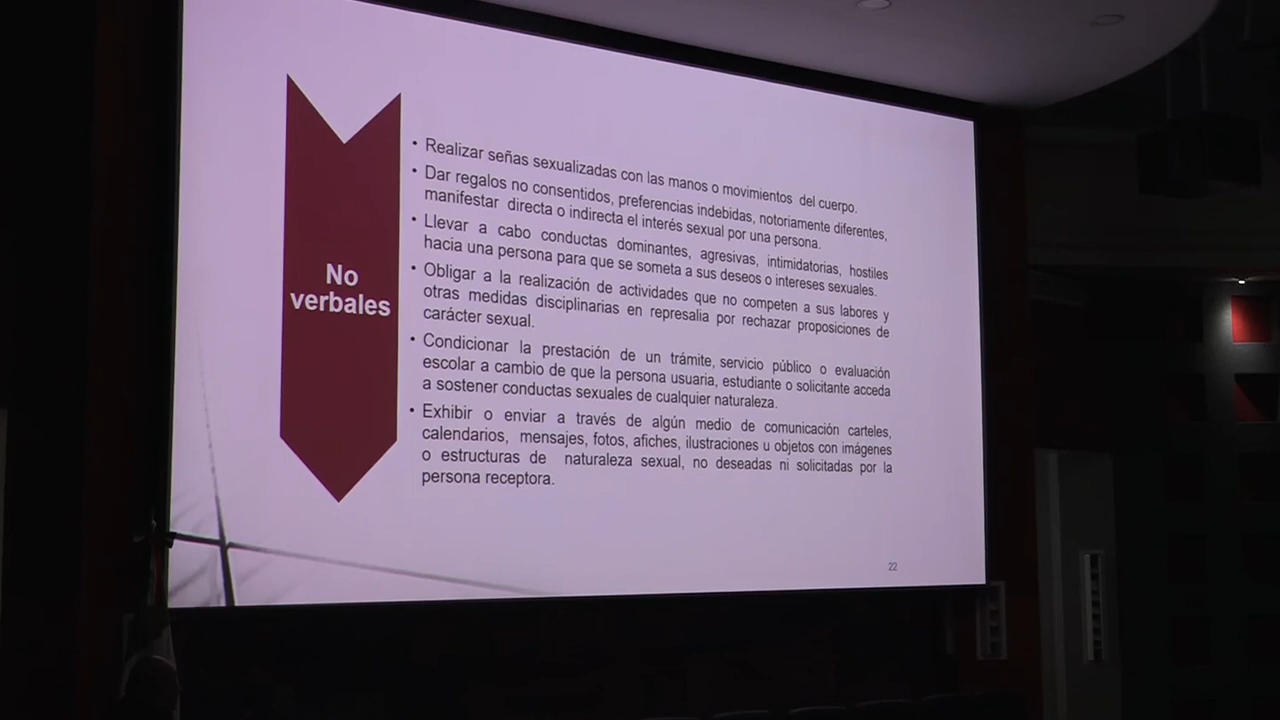 No
verbales
• Realizar señas sexualizadas con las manos o movimientos del cuerpo.
• Dar regalos no consentidos, preferencias indebidas, notoriamente diferentes,
manifestar directa o indirecta el interés sexual por una persona.
• Llevar a cabo conductas dominantes, agresivas, intimidatorias, hostiles
hacia una persona para que se someta a sus deseos o intereses sexuales.
• Obligar a la realización de actividades que no competen a sus labores y
otras medidas disciplinarias en represalia por rechazar proposiciones de
carácter sexual.
• Condicionar la prestación de un trámite, servicio público o evaluación
escolar a cambio de que la persona usuaria, estudiante o solicitante acceda
a sostener conductas sexuales de cualquier naturaleza.
• Exhibir o enviar a través de algún medio de comunicación carteles,
calendarios, mensajes, fotos, afiches, ilustraciones u objetos con imágenes
o estructuras de naturaleza sexual, no deseadas ni solicitadas por la
persona receptora.
22